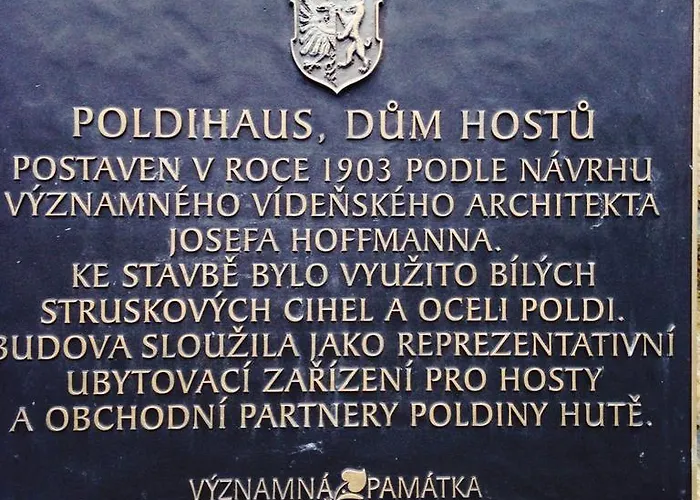 POLDIHAUS, DŮM HOSTŮ
POSTAVEN V ROCE 1903 PODLE NÁVRHU
VÝZNAMNÉHO VÍDEŇSKÉHO ARCHITEKTA
JOSEFA HOFFMANNA.
KE STAVBĚ BYLO VYUŽITO BÍLÝCH
STRUSKOVÝCH CIHEL A OCELI POLDI.
BUDOVA SLOUŽILA JAKO REPREZENTATIVNÍ
UBYTOVACÍ ZAŘÍZENÍ PRO HOSTY
A OBCHODNÍ PARTNERY POLDINY HUTĚ.
VÝZNAMNÁ PAMÁTKA